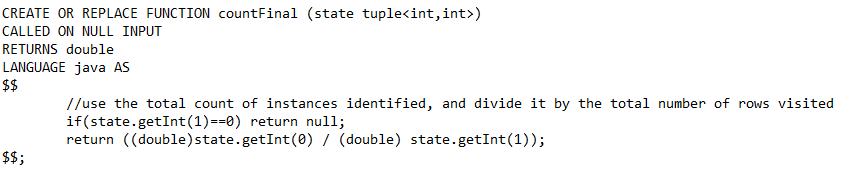 CREATE OR REPLACE FUNCTION countFinal (state tuple<int,int>)
CALLED ON NULL INPUT
RETURNS double
LANGUAGE java AS
$$
        //use the total count of instances identified, and divide it by the total number of rows visited
        if(state.getInt(1)==0) return null;
        return ((double)state.getInt(0) / (double) state.getInt(1));
$$;